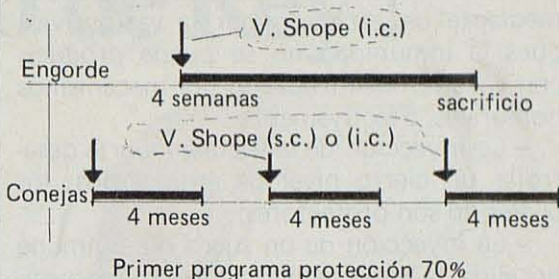 V. Shope (i.c.)
Engorde
4 semanas sacrificio
V. Shope (s.c.) o (i.c.)
Conejas
4 meses 4 meses 4 meses
Primer programa protección 70%